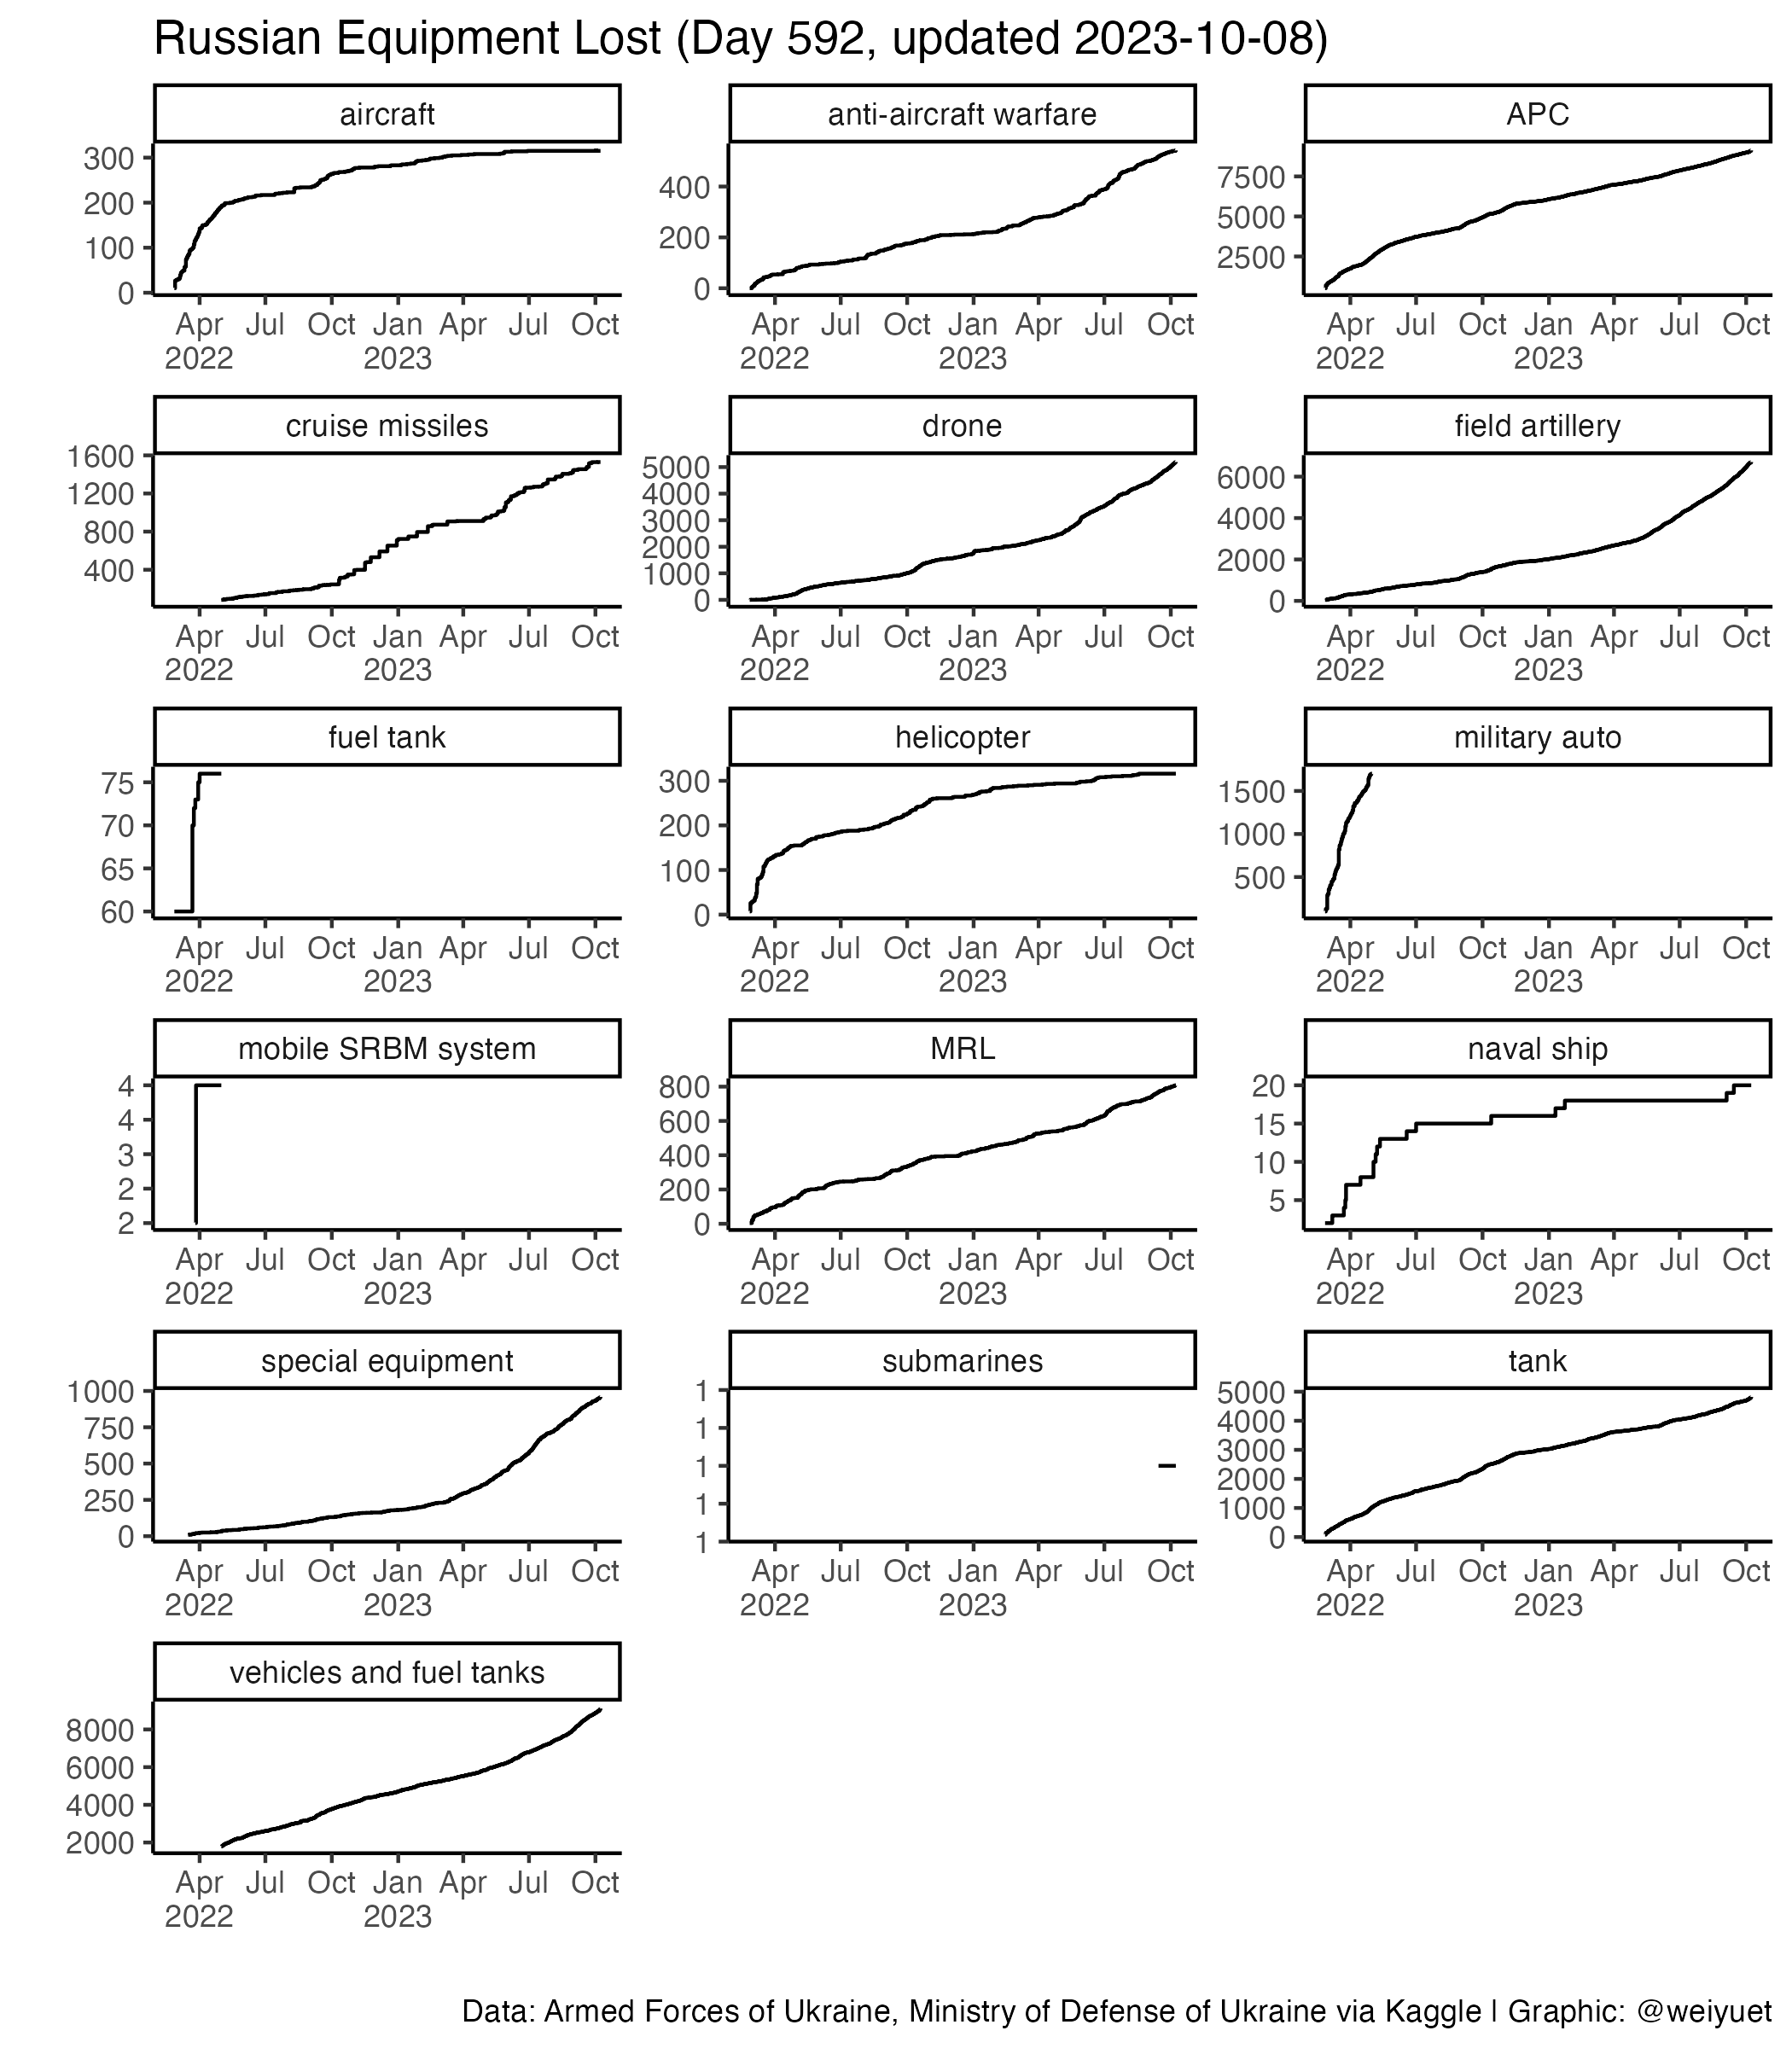 Russian Equipment Lost (Day 592, updated 2023-10-08)
aircraft
300
200
100
0
Apr Jul Oct Jan Apr Jul Oct
2022 2023
anti-aircraft warfare
400
200
0
Apr Jul Oct Jan Apr Jul Oct
2022 2023
APC
7500
5000
2500
Apr Jul Oct Jan Apr Jul Oct
2022 2023
cruise missiles
1600
1200
800
400
Apr Jul Oct Jan Apr Jul Oct
2022 2023
drone
5000
4000
3000
2000
1000
0
Apr Jul Oct Jan Apr Jul Oct
2022 2023
field artillery
6000
4000
2000
0
Apr Jul Oct Jan Apr Jul Oct
2022 2023
fuel tank
75
70
65
60
Apr Jul Oct Jan Apr Jul Oct
2022 2023
helicopter
300
200
100
0
Apr Jul Oct Jan Apr Jul Oct
2022 2023
military auto
1500
1000
500
Apr Jul Oct Jan Apr Jul Oct
2022 2023
mobile SRBM system
4
4
3
2
2
Apr Jul Oct Jan Apr Jul Oct
2022 2023
MRL
800
600
400
200
0
Apr Jul Oct Jan Apr Jul Oct
2022 2023
naval ship
20
15
10
5
Apr Jul Oct Jan Apr Jul Oct
2022 2023
special equipment
1000
750
500
250
0
Apr Jul Oct Jan Apr Jul Oct
2022 2023
submarines
1
1
1
1
1
Apr Jul Oct Jan Apr Jul Oct
2022 2023
tank
5000
4000
3000
2000
1000
0
Apr Jul Oct Jan Apr Jul Oct
2022 2023
vehicles and fuel tanks
8000
6000
4000
2000
Apr Jul Oct Jan Apr Jul Oct
2022 2023
Data: Armed Forces of Ukraine, Ministry of Defense of Ukraine via Kaggle | Graphic: @weiyuet